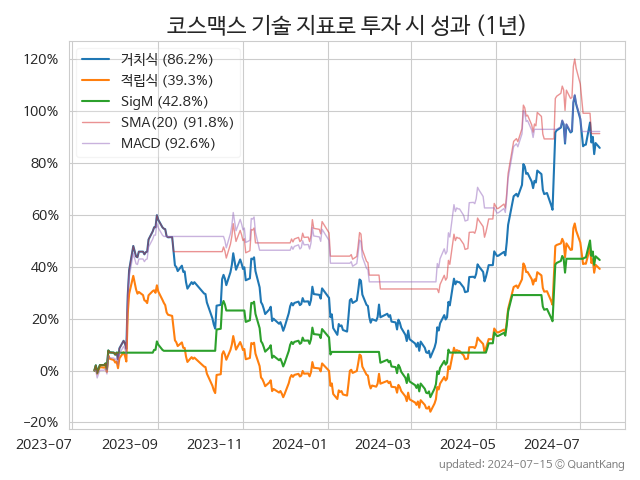 코스맥스 기술 지표로 투자 시 성과 (1년)
거치식 (86.2%)
적립식 (39.3%)
SigM (42.8%)
SMA(20) (91.8%)
MACD (92.6%)
120%
100%
80%
60%
40%
20%
0%
−20%
2023-07 2023-09 2023-11 2024-01 2024-03 2024-05 2024-07
updated: 2024-07-15 © QuantKang